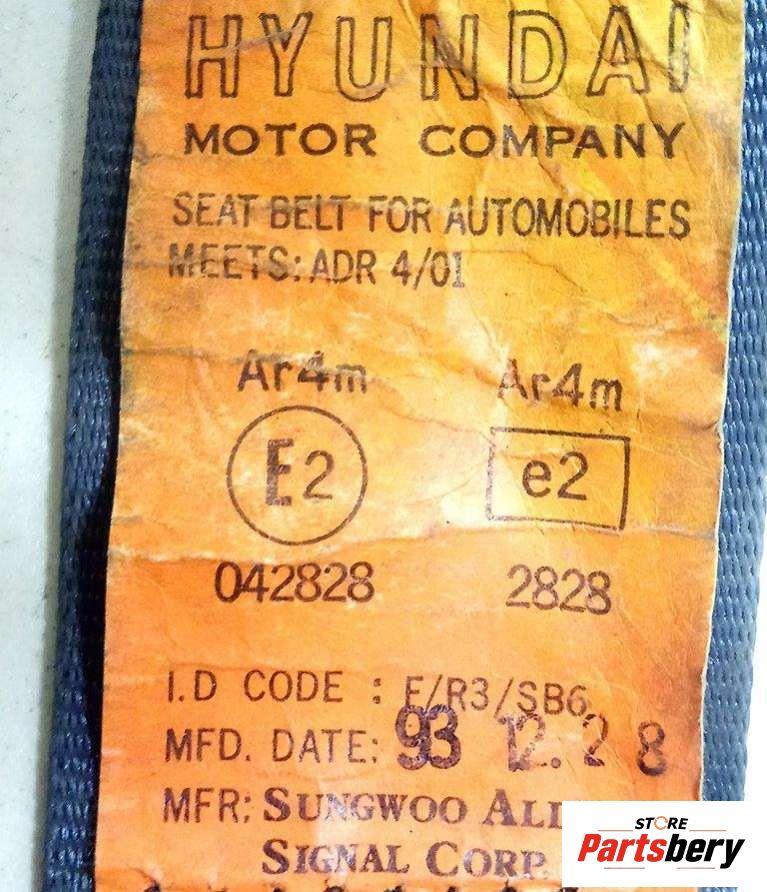 HYUNDAI
MOTOR COMPANY
SEAT BELT FOR AUTOMOBILES
MEETS: ADR 4/01
Ar4m Ar4m
E2 e2
042828 2828
I.D CODE : F/R3/SB6
MFD. DATE: 93 12. 2 8
MFR: SUNGWOO
SIGNAL CORP
STORE
Partsbery